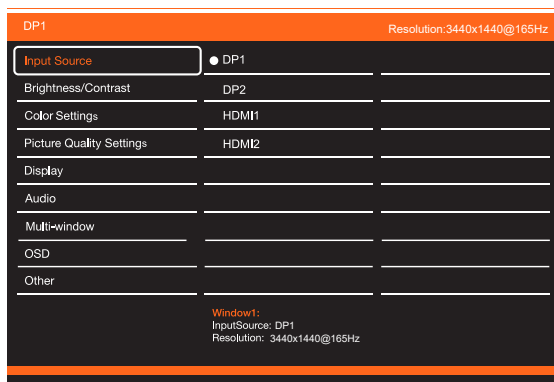 DP1
Resolution:3440x1440@165Hz
Input Source
DP1
Brightness/Contrast
DP2
Color Settings
HDMI1
Picture Quality Settings
HDMI2
Display
Audio
Multi-window
OSD
Other
Window1:
InputSource: DP1
Resolution: 3440x1440@165Hz